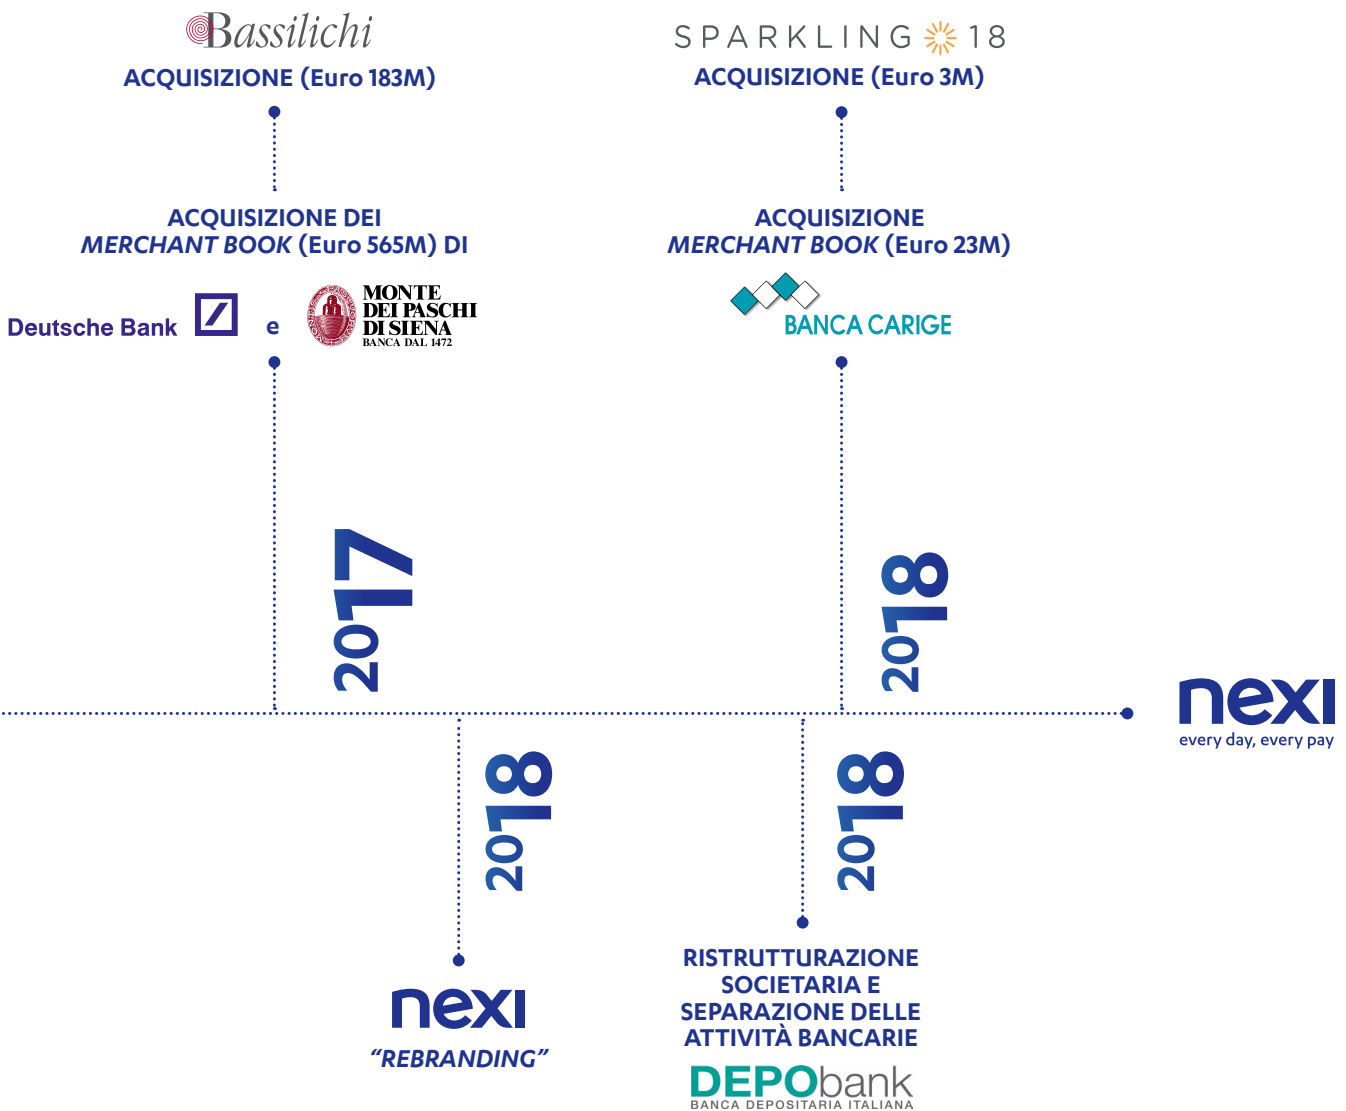 Bassilichi
ACQUISIZIONE (Euro 183M)
ACQUISIZIONE DEI
MERCHANT BOOK (Euro 565M) DI
Deutsche Bank
e
MONTE
DEI PASCHI
DI SIENA
BANCA DAL 1472
2017
SPARKLING 18
ACQUISIZIONE (Euro 3M)
ACQUISIZIONE
MERCHANT BOOK (Euro 23M)
BANCA CARIGE
2018
nexi
every day, every pay
2018
nexi
“REBRANDING”
2018
RISTRUTTURAZIONE
SOCIETARIA E
SEPARAZIONE DELLE
ATTIVITÀ BANCARIE
DEPObank
BANCA DEPOSITARIA ITALIANA